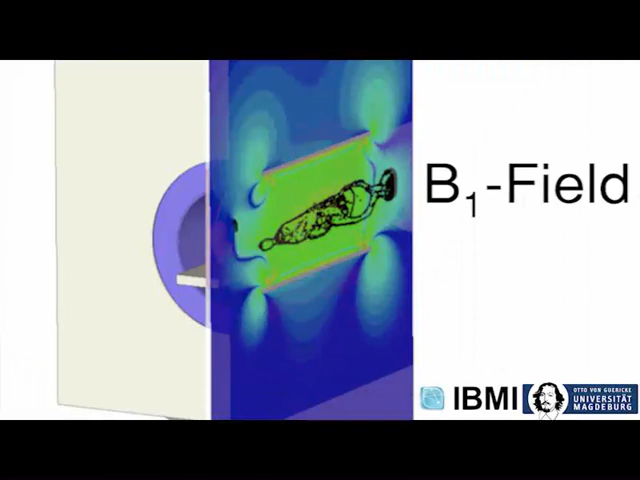 B₁-Field
IBMI
OTTO VON GUERICKE
UNIVERSITÄT
MAGDEBURG